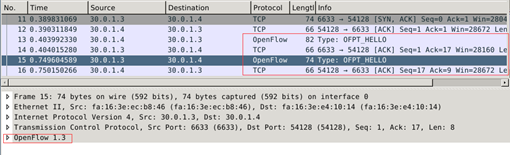 No. Time Source Destination Protocol Lengtl Info
11 0.389831069 30.0.1.3 30.0.1.4 TCP 74 6633 → 54128 [SYN, ACK] Seq=0 Ack=1 Win=2804
12 0.390311849 30.0.1.4 30.0.1.3 TCP 66 54128 → 6633 [ACK] Seq=1 Ack=1 Win=28672 L
13 0.403992330 30.0.1.4 30.0.1.3 OpenFlow 82 Type: OFPT_HELLO
14 0.404015280 30.0.1.3 30.0.1.4 TCP 66 6633 → 54128 [ACK] Seq=1 Ack=17 Win=28160 L
15 0.749604589 30.0.1.3 30.0.1.4 OpenFlow 74 Type: OFPT_HELLO
16 0.750150266 30.0.1.4 30.0.1.3 TCP 66 54128 → 6633 [ACK] Seq=17 Ack=9 Win=28672 L
Frame 15: 74 bytes on wire (592 bits), 74 bytes captured (592 bits) on interface 0
Ethernet II, Src: fa:16:3e:ec:b8:46 (fa:16:3e:ec:b8:46), Dst: fa:16:3e:e4:10:14 (fa:16:3e:e4:10:14)
Internet Protocol Version 4, Src: 30.0.1.3, Dst: 30.0.1.4
Transmission Control Protocol, Src Port: 6633 (6633), Dst Port: 54128 (54128), Seq: 1, Ack: 17, Len: 8
OpenFlow 1.3